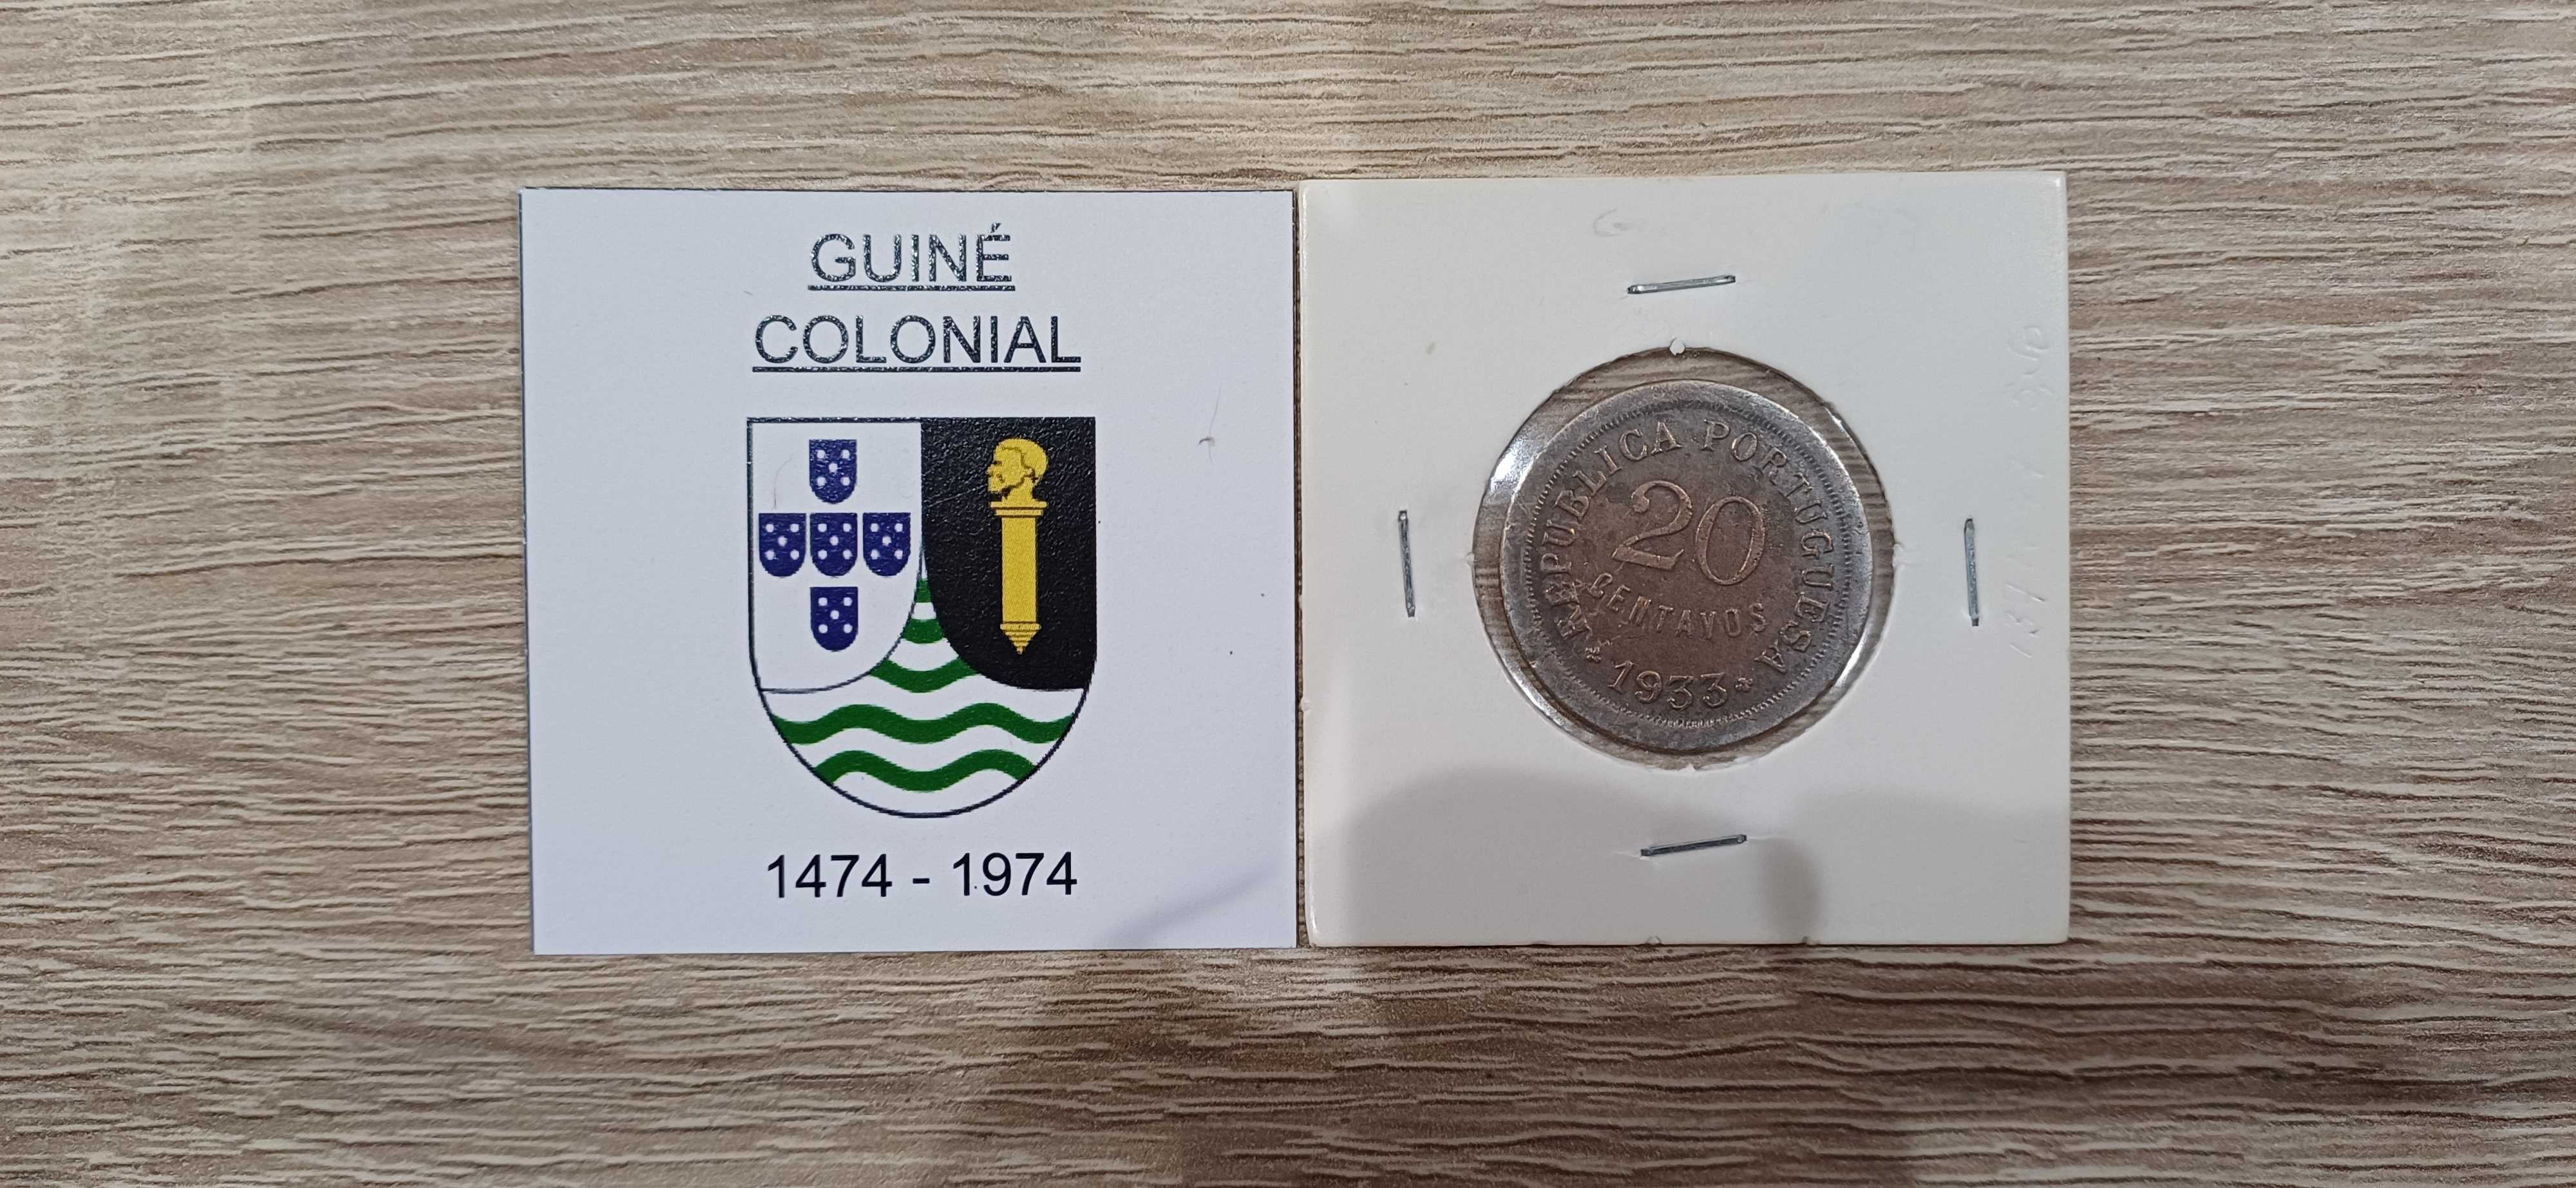 GUINÉ
COLONIAL
1474 - 1974
REPUBLICA PORTUGUESA
20
CENTAVOS
1933